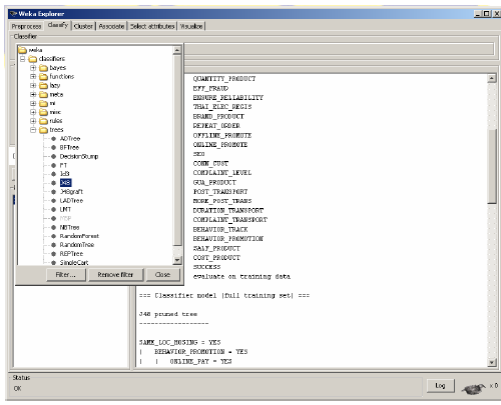 Weka Explorer
Preprocess Classify Cluster Associate Select attributes Visualize
Classifier
weka
classifiers
bayes
functions
lazy
meta
mi
misc
rules
trees
ADTree
BFTree
DecisionStump
FT
Id3
J48
J48graft
LADTree
LMT
NBTree
RandomForest
RandomTree
REPTree
SimpleCart
Filter... Remove filter Close
QUANTITY_PRODUCT
EFF_FRAUD
ENSURE_RELIABILITY
THAI_ELEC_REGIS
BRAND_PRODUCT
REPEAT_ORDER
OFFLINE_PROMOTE
ONLINE_PROMOTE
SEO
COMM_CUST
COMPLAINT_LEVEL
GUA_PRODUCT
POST_TRANSPORT
MORE_POST_TRANS
DURATION_TRANSPORT
COMPLAINT_TRANSPORT
BEHAVIOR_TRACK
BEHAVIOR_PROMOTION
SALF_PRODUCT
COST_PRODUCT
SUCCESS
evaluate on training data
=== Classifier model (full training set) ===
J48 pruned tree
------------------
SAME_LOC_HOSING = YES
| BEHAVIOR_PROMOTION = YES
| | ONLINE_PAY = YES
Status
OK
Log
x 0